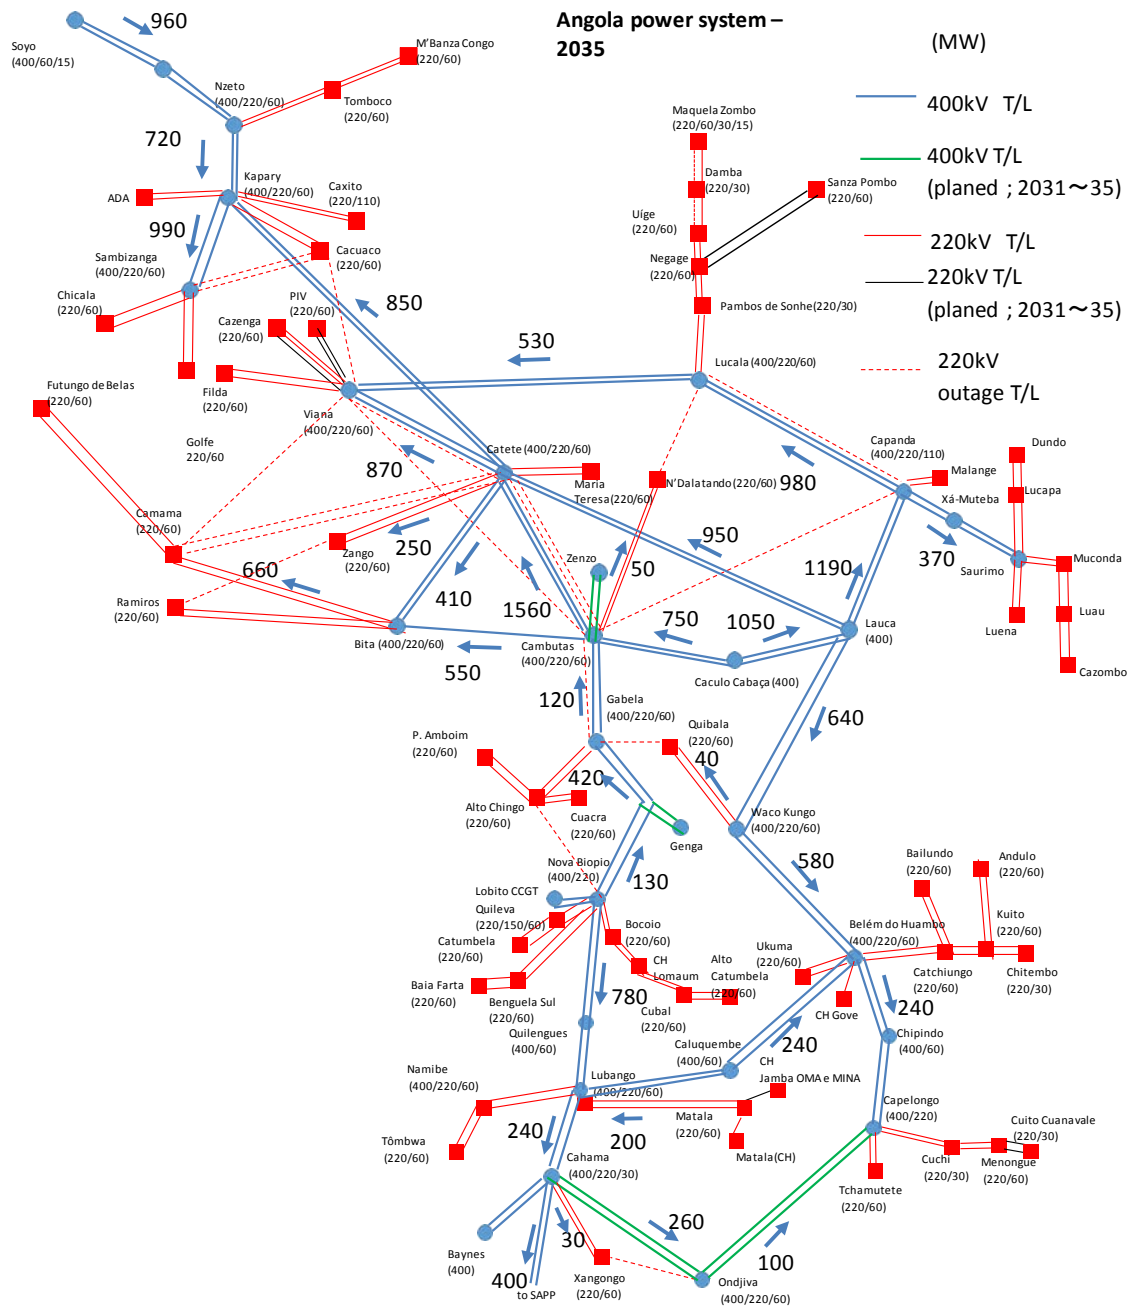 Angola power system –
2035
(MW)
400kV T/L
400kV T/L
(planed ; 2031～35)
220kV T/L
220kV T/L
(planed ; 2031～35)
220kV
outage T/L
960
Soyo
(400/60/15)
Nzeto
(400/220/60)
M'Banza Congo
(220/60)
Tomboco
(220/60)
720
Kapary
(400/220/60)
ADA
Caxito
(220/110)
990
Cacuaco
(220/60)
Sambizanga
(400/220/60)
Chicala
(220/60)
PIV
(220/60)
Cazenga
(220/60)
850
Maquela Zombo
(220/60/30/15)
Damba
(220/30)
Sanza Pombo
(220/60)
Uíge
(220/60)
Negage
(220/60)
Pambos de Sonhe(220/30)
530
Lucala(400/220/60)
Futungo de Belas
(220/60)
Filda
(220/60)
Viana
(400/220/60)
Golfe
220/60
870
Catete(400/220/60)
Maria
Teresa(220/60)
N'Dalatando(220/60)
980
Capanda
(400/220/110)
Malange
Dundo
Lucapa
Xá-Muteba
370
Saurimo
Muconda
Luau
Luena
Cazombo
Camama
(220/60)
Zango
(220/60)
250
660
410
1560
Zenzo
50
950
1190
Ramiros
(220/60)
Bita(400/220/60)
550
Cambutas
(400/220/60)
750
1050
Lauca
(400)
Caculo Cabaça(400)
120
Gabela
(400/220/60)
640
P. Amboim
(220/60)
Quibala
(220/60)
40
420
Alto Chingo
(220/60)
Cuacra
(220/60)
Genga
Waco Kungo
(400/220/60)
580
Nova Biopio
(400/220)
130
Lobito CCGT
Quileva
(220/150/60)
Catumbela
(220/60)
Bocoio
(220/60)
CH
Lomaum
Alto
Catumbela
(220/60)
Cubal
(220/60)
Baia Farta
(220/60)
Benguela Sul
(220/60)
780
Quilengues
(400/60)
Bailundo
(220/60)
Andulo
(220/60)
Belém do Huambo
(400/220/60)
Kuito
(220/60)
Ukuma
(220/60)
Catchiungo
(220/60)
Chitembo
(220/30)
CH Gove
240
Chipindo
(400/60)
Caluquembe
(400/60)
240
CH
Jamba OMA e MINA
Namibe
(400/220/60)
Lubango
(400/220/60)
Matala
(220/60)
200
Matala(CH)
Capelongo
(400/220)
Cuito Cuanavale
(220/30)
Cuchi
(220/30)
Menongue
(220/60)
Tchamutete
(220/60)
Tômbwa
(220/60)
240
Cahama
(400/220/30)
Baynes
(400)
30
400
to SAPP
Xangongo
(220/60)
260
100
Ondjiva
(400/220/60)